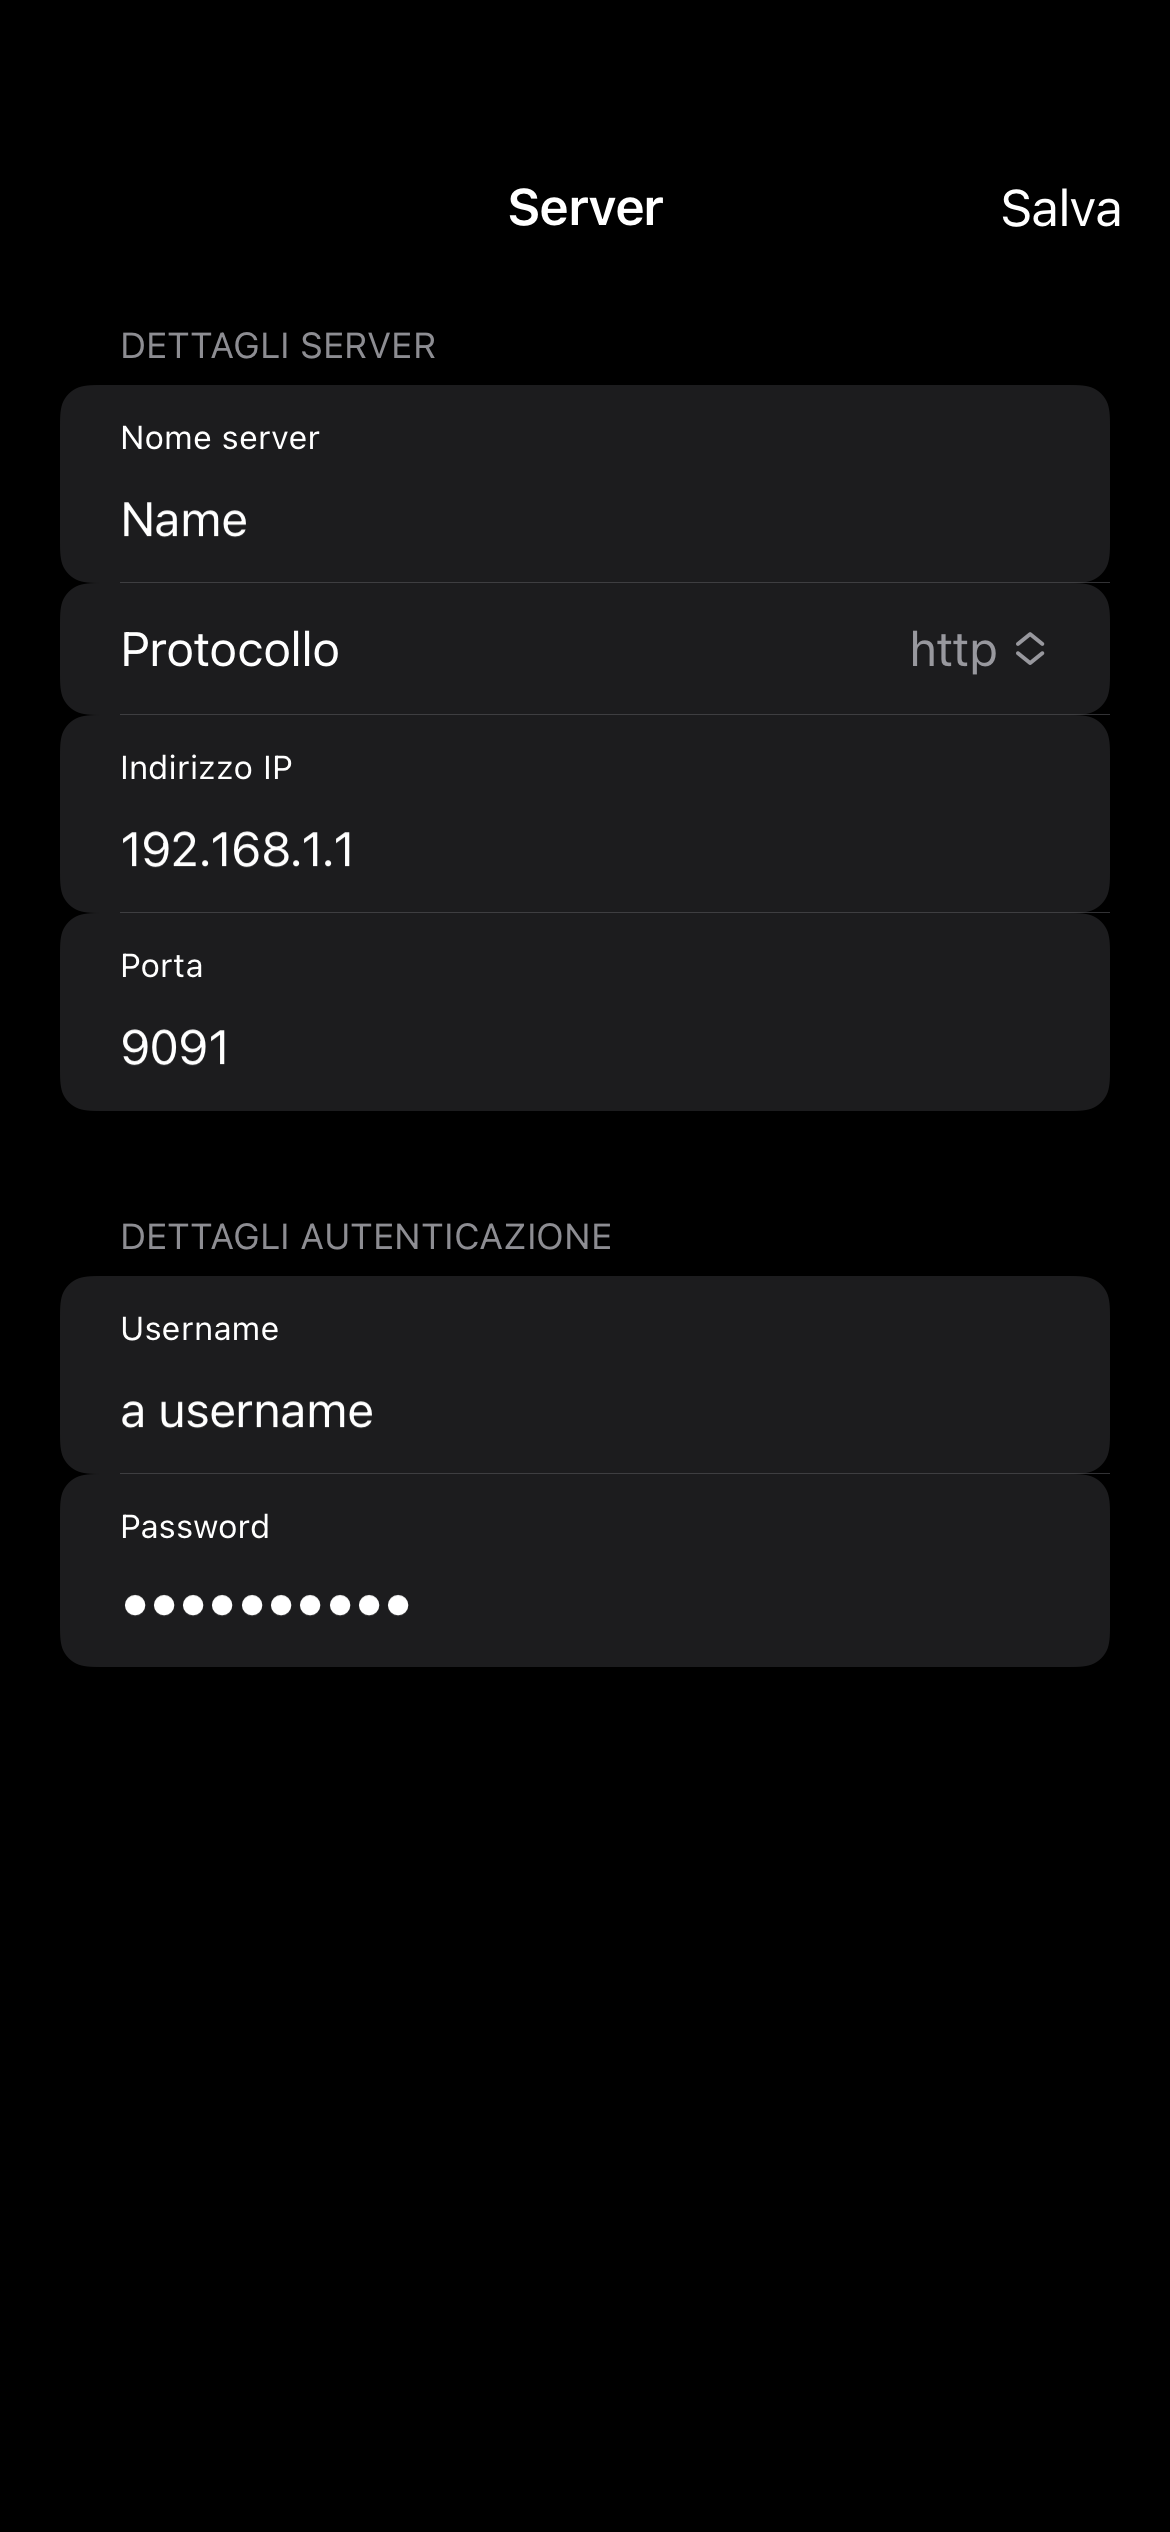 Server
Salva
DETTAGLI SERVER
Nome server
Name
Protocollo
http
Indirizzo IP
192.168.1.1
Porta
9091
DETTAGLI AUTENTICAZIONE
Username
a username
Password
●●●●●●●●●●